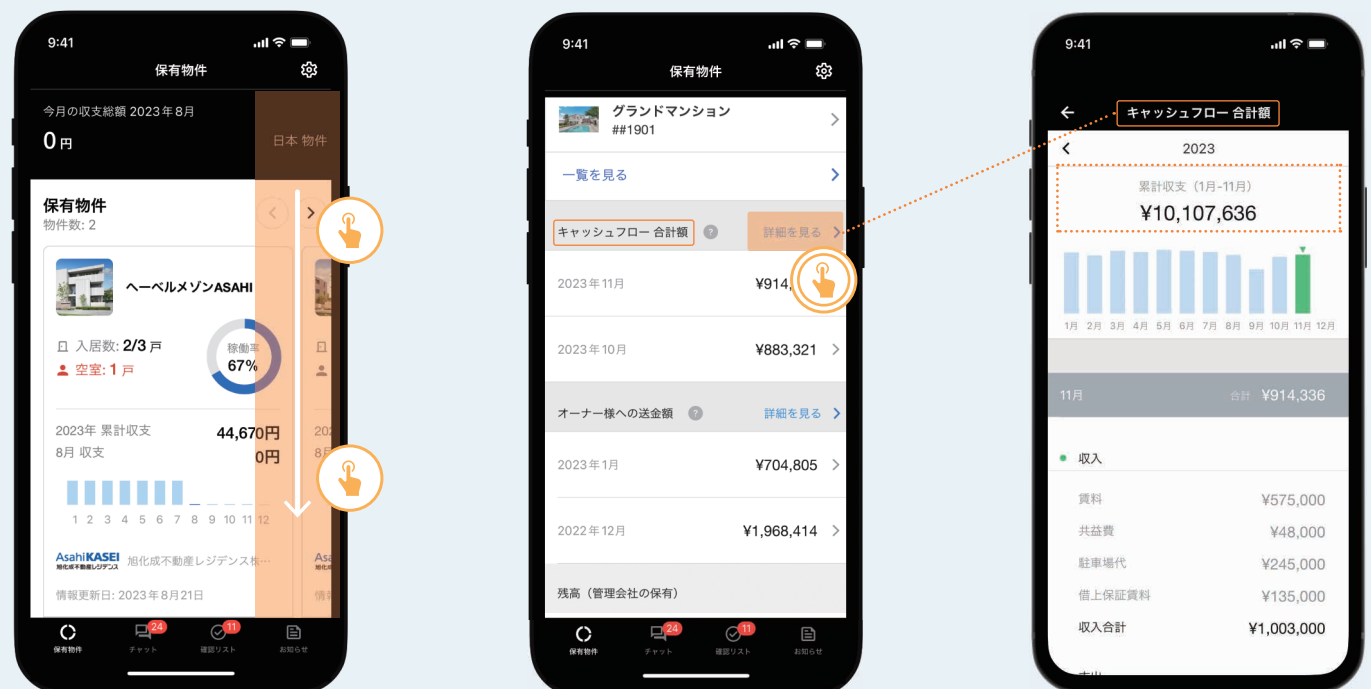 9:41
保有物件
今月の収支総額 2023年8月
0 円
日本 物件
保有物件
物件数: 2
ヘーベルメゾンASAHI
入居数: 2/3 戸
空室: 1 戸
稼働率
67%
2023年 累計収支 44,670円
8月 収支 0円
202
8月
1 2 3 4 5 6 7 8 9 10 11 12
AsahiKASEI
旭化成不動産レジデンス
旭化成不動産レジデンス株…
情報更新日: 2023年8月21日
保有物件
24
チャット
11
確認リスト
お知らせ
9:41
保有物件
グランドマンション
##1901
一覧を見る
キャッシュフロー 合計額 ? 詳細を見る
2023年11月 ¥914,
2023年10月 ¥883,321
オーナー様への送金額 ? 詳細を見る
2023年1月 ¥704,805
2022年12月 ¥1,968,414
残高（管理会社の保有）
保有物件
24
チャット
11
確認リスト
お知らせ
9:41
キャッシュフロー 合計額
2023
累計収支（1月-11月）
¥10,107,636
1月 2月 3月 4月 5月 6月 7月 8月 9月 10月 11月 12月
11月 合計 ¥914,336
収入
賃料 ¥575,000
共益費 ¥48,000
駐車場代 ¥245,000
借上保証賃料 ¥135,000
収入合計 ¥1,003,000